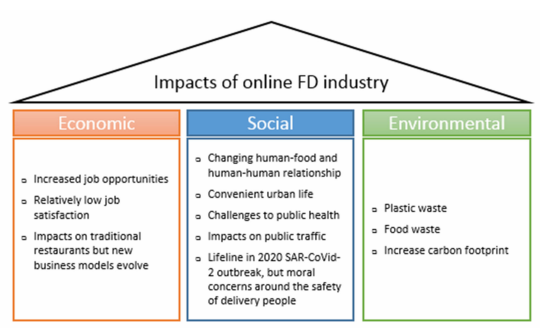 Impacts of online FD industry
Economic
Increased job opportunities
Relatively low job
satisfaction
Impacts on traditional
restaurants but new
business models evolve
Social
Changing human-food and
human-human relationship
Convenient urban life
Challenges to public health
Impacts on public traffic
Lifeline in 2020 SAR-CoVid-
2 outbreak, but moral
concerns around the safety
of delivery people
Environmental
Plastic waste
Food waste
Increase carbon footprint